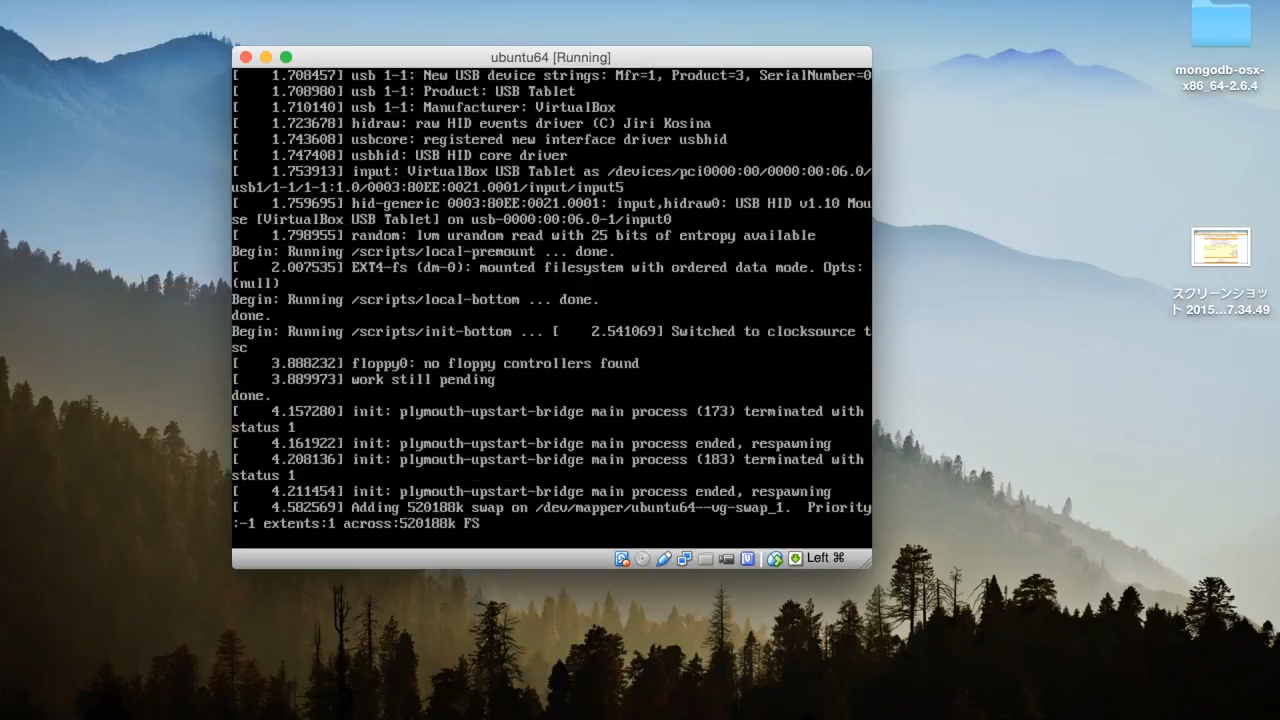 ubuntu64 [Running]
[    1.708457] usb 1-1: New USB device strings: Mfr=1, Product=3, SerialNumber=0
[    1.708980] usb 1-1: Product: USB Tablet
[    1.710140] usb 1-1: Manufacturer: VirtualBox
[    1.723678] hidraw: raw HID events driver (C) Jiri Kosina
[    1.743608] usbcore: registered new interface driver usbhid
[    1.747408] usbhid: USB HID core driver
[    1.753913] input: VirtualBox USB Tablet as /devices/pci0000:00/0000:00:06.0/
usb1/1-1/1-1:1.0/0003:80EE:0021.0001/input/input5
[    1.759695] hid-generic 0003:80EE:0021.0001: input,hidraw0: USB HID v1.10 Mou
se [VirtualBox USB Tablet] on usb-0000:00:06.0-1/input0
[    1.798955] random: lvm urandom read with 25 bits of entropy available
Begin: Running /scripts/local-premount ... done.
[    2.007535] EXT4-fs (dm-0): mounted filesystem with ordered data mode. Opts:
(null)
Begin: Running /scripts/local-bottom ... done.
done.
Begin: Running /scripts/init-bottom ... [    2.541069] Switched to clocksource t
sc
[    3.888232] floppy0: no floppy controllers found
[    3.889973] work still pending
done.
[    4.157280] init: plymouth-upstart-bridge main process (173) terminated with
status 1
[    4.161922] init: plymouth-upstart-bridge main process ended, respawning
[    4.208136] init: plymouth-upstart-bridge main process (183) terminated with
status 1
[    4.211454] init: plymouth-upstart-bridge main process ended, respawning
[    4.582569] Adding 520188k swap on /dev/mapper/ubuntu64--vg-swap_1.  Priority
:-1 extents:1 across:520188k FS
Left ⌘
mongodb-osx-
x86_64-2.6.4
スクリーンショッ
ト 2015...7.34.49